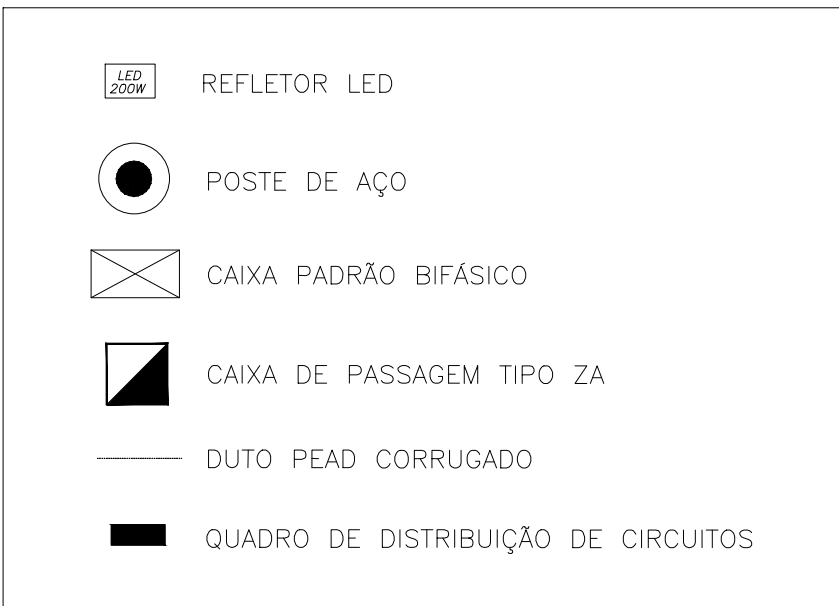 LED
200W
REFLETOR LED
POSTE DE AÇO
CAIXA PADRÃO BIFÁSICO
CAIXA DE PASSAGEM TIPO ZA
DUTO PEAD CORRUGADO
QUADRO DE DISTRIBUIÇÃO DE CIRCUITOS